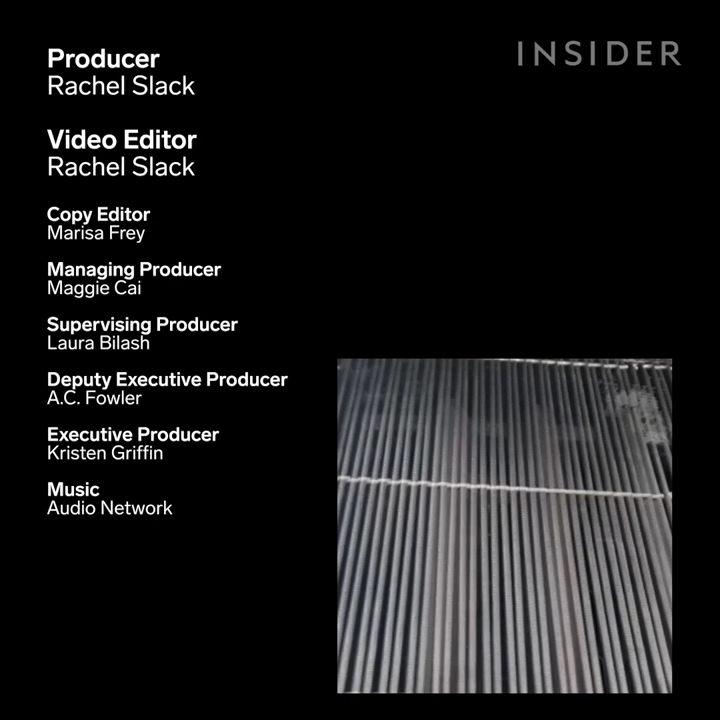 INSIDER
Producer
Rachel Slack
Video Editor
Rachel Slack
Copy Editor
Marisa Frey
Managing Producer
Maggie Cai
Supervising Producer
Laura Bilash
Deputy Executive Producer
A.C. Fowler
Executive Producer
Kristen Griffin
Music
Audio Network